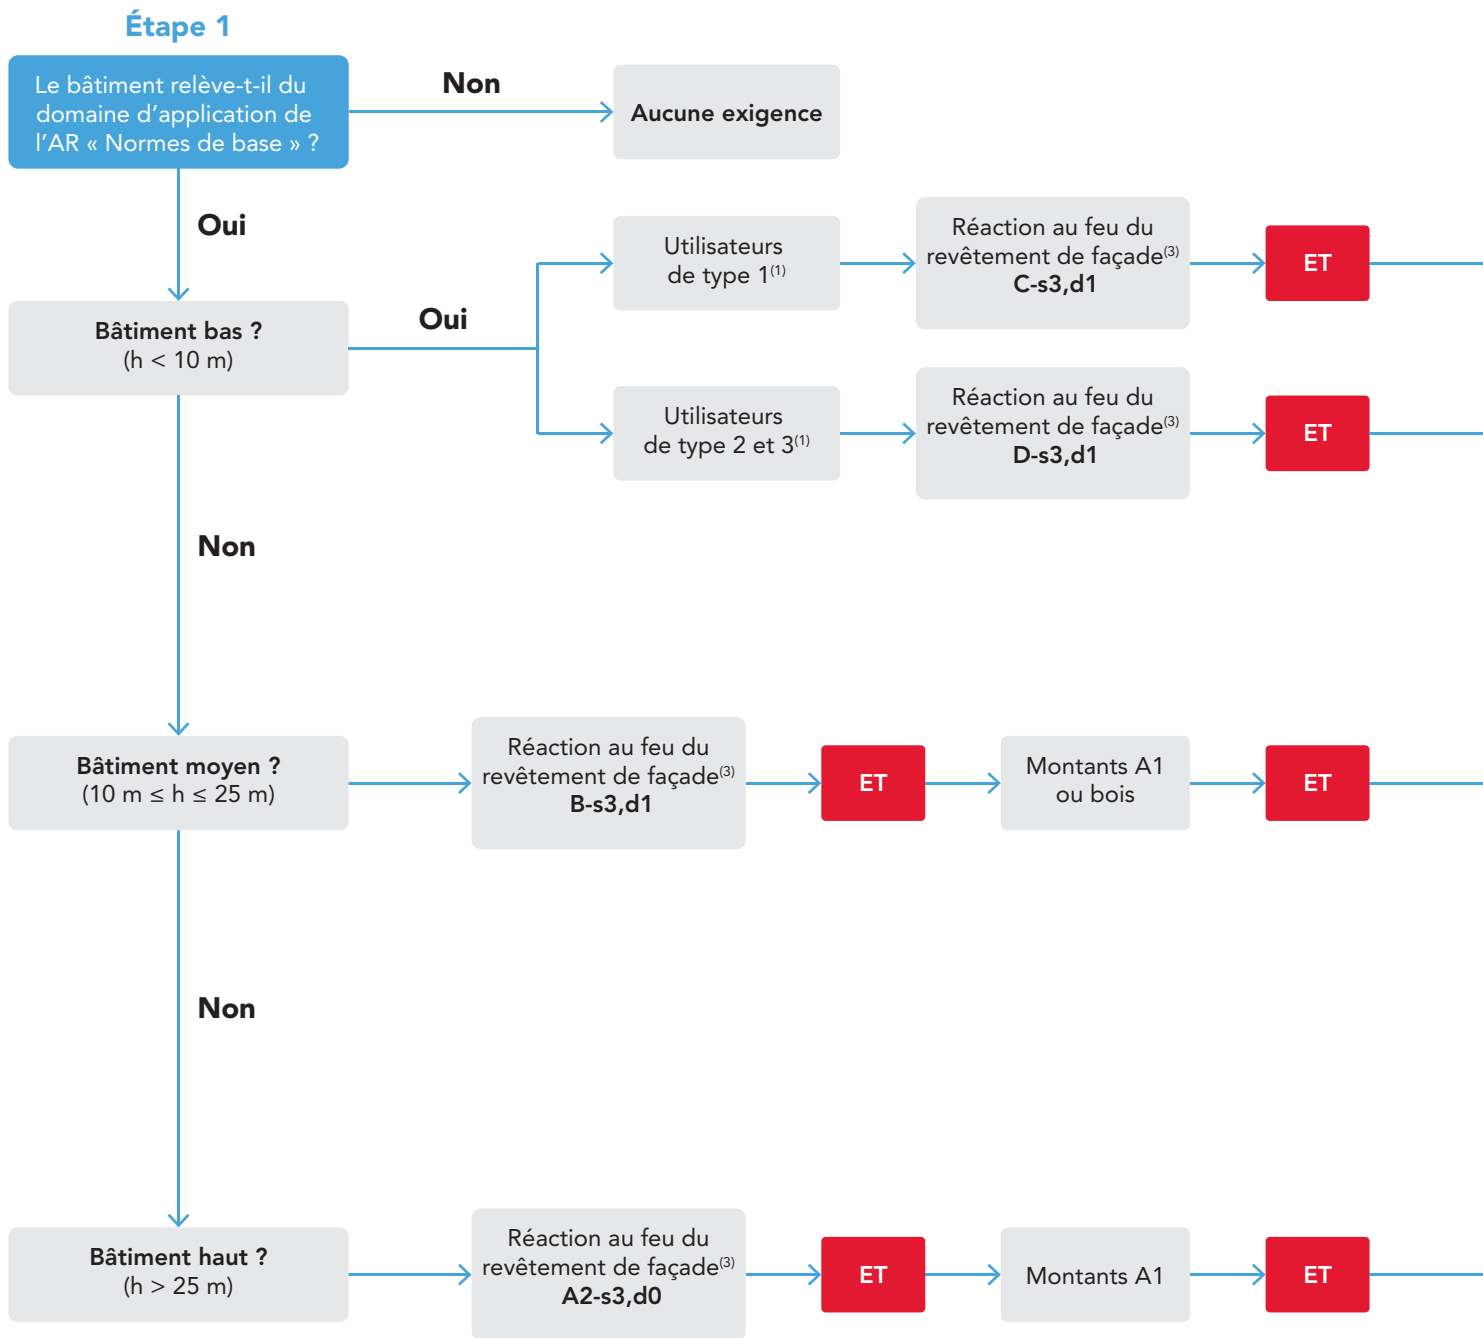 Étape 1
Le bâtiment relève-t-il du
domaine d’application de
l’AR « Normes de base » ?
Non
Aucune exigence
Oui
Bâtiment bas ?
(h < 10 m)
Oui
Utilisateurs
de type 1(1)
Réaction au feu du
revêtement de façade(3)
C-s3,d1
ET
Utilisateurs
de type 2 et 3(1)
Réaction au feu du
revêtement de façade(3)
D-s3,d1
ET
Non
Bâtiment moyen ?
(10 m ≤ h ≤ 25 m)
Réaction au feu du
revêtement de façade(3)
B-s3,d1
ET
Montants A1
ou bois
ET
Non
Bâtiment haut ?
(h > 25 m)
Réaction au feu du
revêtement de façade(3)
A2-s3,d0
ET
Montants A1
ET